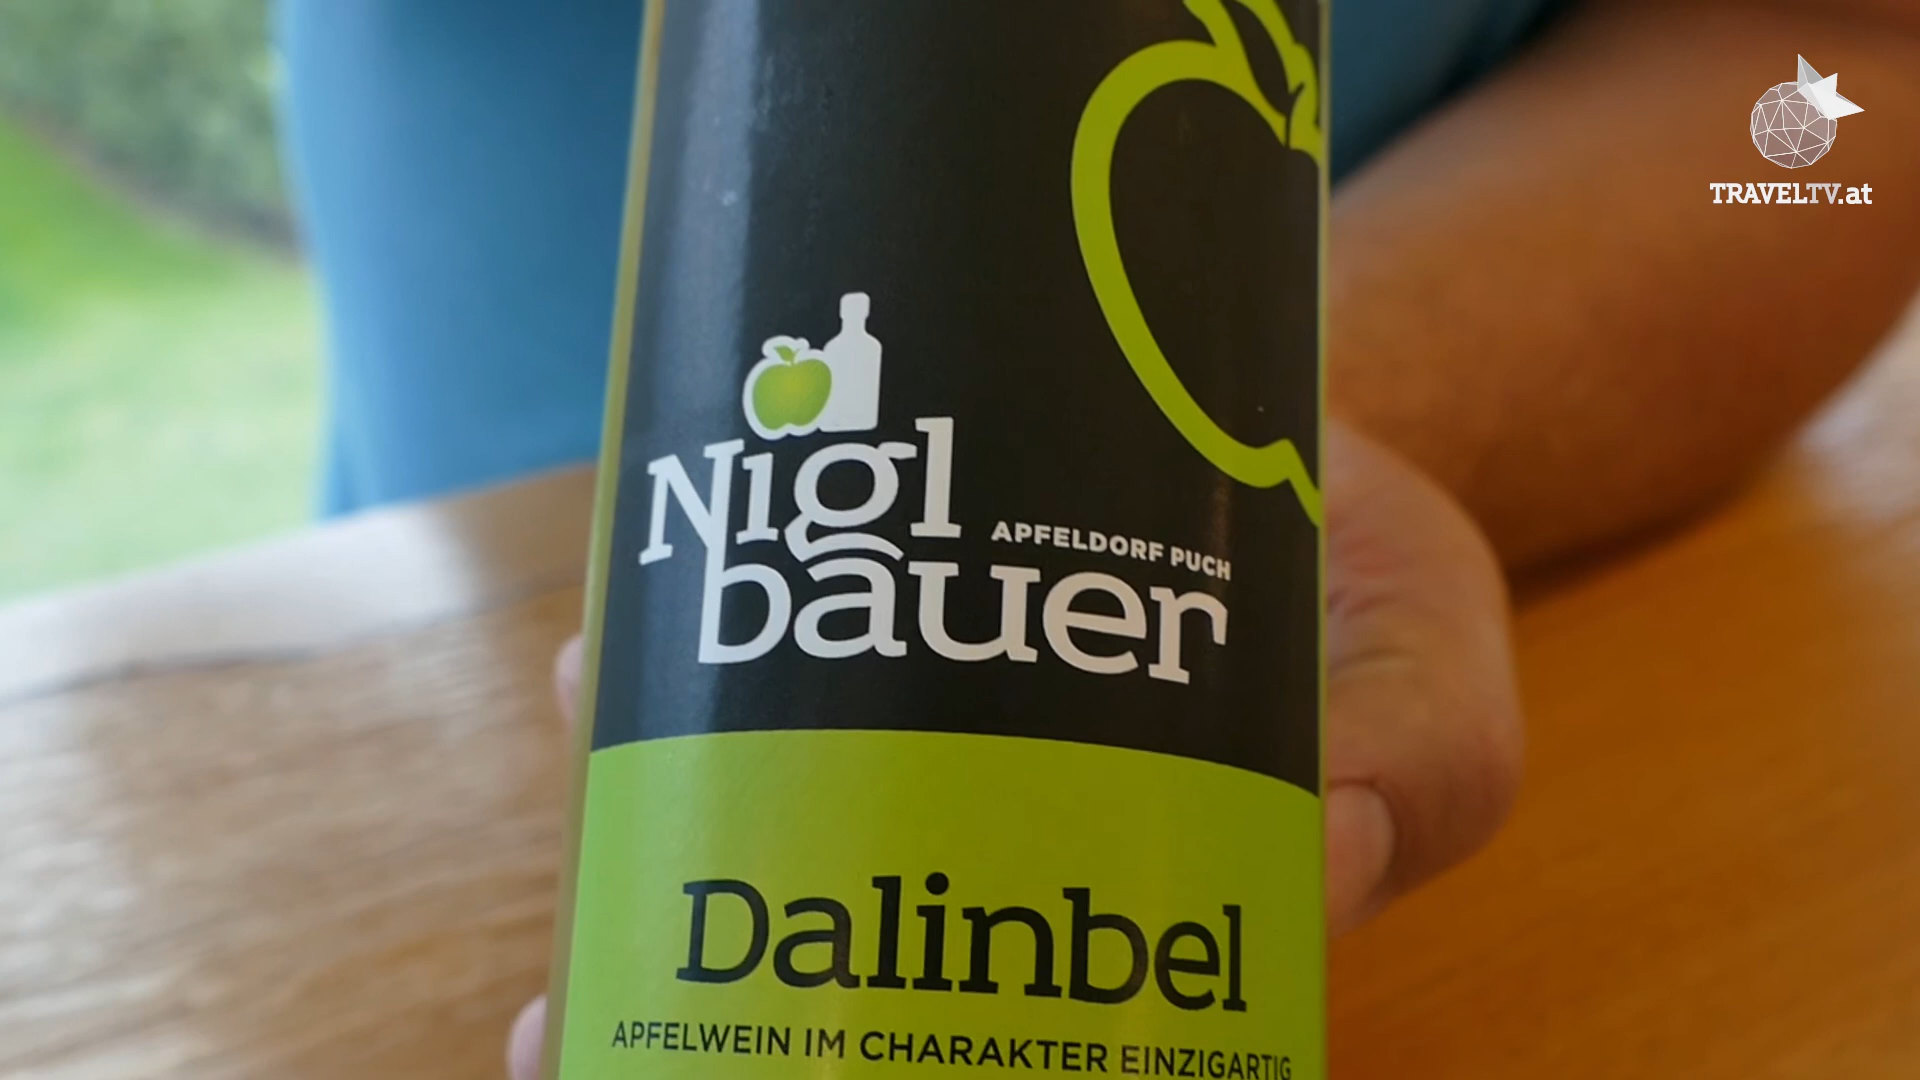 TRAVELTV.at
Nigl
APFELDORF PUCH
bauer
Dalinbel
APFELWEIN IM CHARAKTER EINZIGARTIG